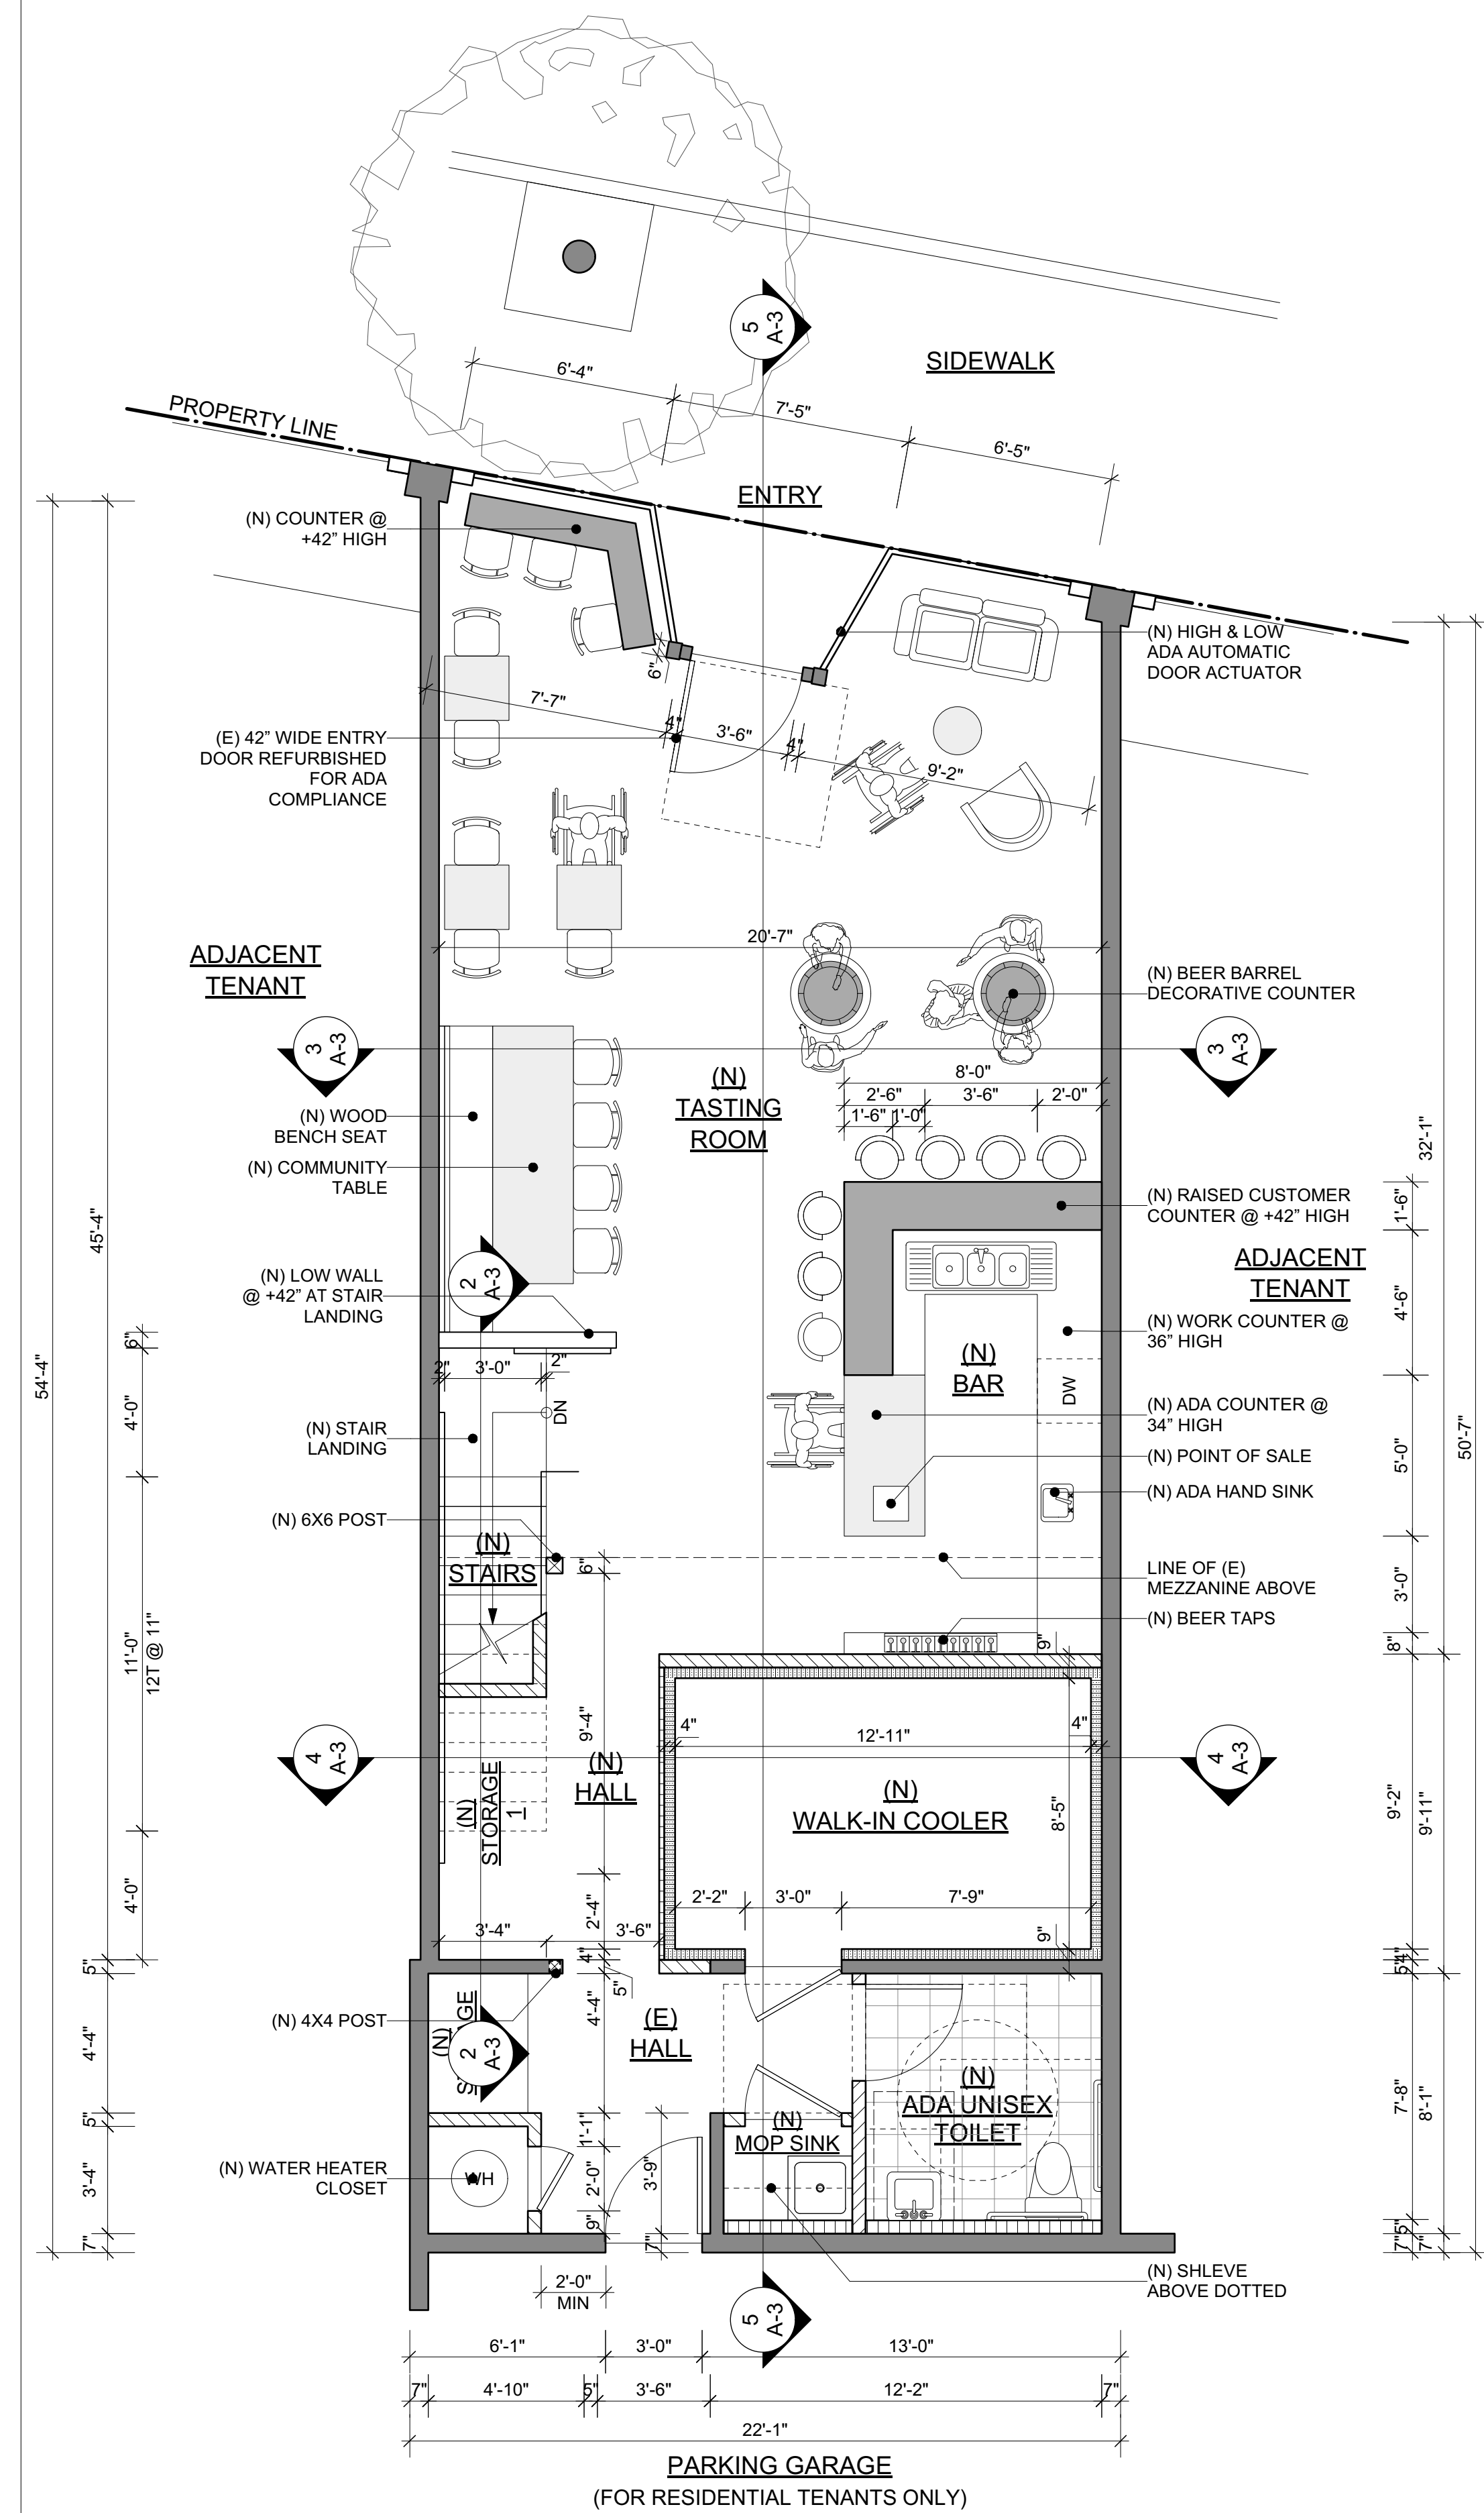 6'-4"
7'-5"
6'-5"
5
A-3
SIDEWALK
PROPERTY LINE
ENTRY
(N) COUNTER @
+42” HIGH
(N) HIGH & LOW
ADA AUTOMATIC
DOOR ACTUATOR
6"
7'-7"
4"
3'-6"
4"
9'-2"
(E) 42” WIDE ENTRY
DOOR REFURBISHED
FOR ADA
COMPLIANCE
20'-7"
ADJACENT
TENANT
(N) BEER BARREL
DECORATIVE COUNTER
3
A-3
3
A-3
8'-0"
2'-6"
3'-6"
2'-0"
1'-6"
1'-0"
(N)
TASTING
ROOM
(N) WOOD
BENCH SEAT
(N) COMMUNITY
TABLE
(N) RAISED CUSTOMER
COUNTER @ +42” HIGH
ADJACENT
TENANT
2
A-3
(N) LOW WALL
@ +42” AT STAIR
LANDING
(N) WORK COUNTER @
36” HIGH
(N)
BAR
DW
2"
3'-0"
2"
DN
(N) STAIR
LANDING
(N) ADA COUNTER @
34” HIGH
(N) POINT OF SALE
(N) ADA HAND SINK
(N) 6X6 POST
(N)
STAIRS
6"
LINE OF (E)
MEZZANINE ABOVE
(N) BEER TAPS
9"
54'-4"
45'-4"
6"
4'-0"
11'-0"
12T @ 11"
4'-0"
5"
4'-4"
5"
3'-4"
7"
32'-1"
1'-6"
4'-6"
5'-0"
3'-0"
8"
50'-7"
9'-2"
9'-11"
4"
5"
7'-8"
8'-1"
5"
7"
7"
4
A-3
4
A-3
9'-4"
4"
12'-11"
4"
(N)
HALL
(N)
STORAGE
1
(N)
WALK-IN COOLER
8'-5"
2'-2"
3'-0"
7'-9"
9"
3'-4"
3'-6"
2'-4"
4"
5"
4'-4"
(N) 4X4 POST
(N)
2
A-3
(E)
HALL
(N)
ADA UNISEX
TOILET
(N)
MOP SINK
1'-1"
2'-0"
9"
3'-9"
7"
(N) WATER HEATER
CLOSET
WH
(N) SHLEVE
ABOVE DOTTED
2'-0"
MIN
5
A-3
6'-1"
3'-0"
13'-0"
7"
4'-10"
5"
3'-6"
12'-2"
7"
22'-1"
PARKING GARAGE
(FOR RESIDENTIAL TENANTS ONLY)